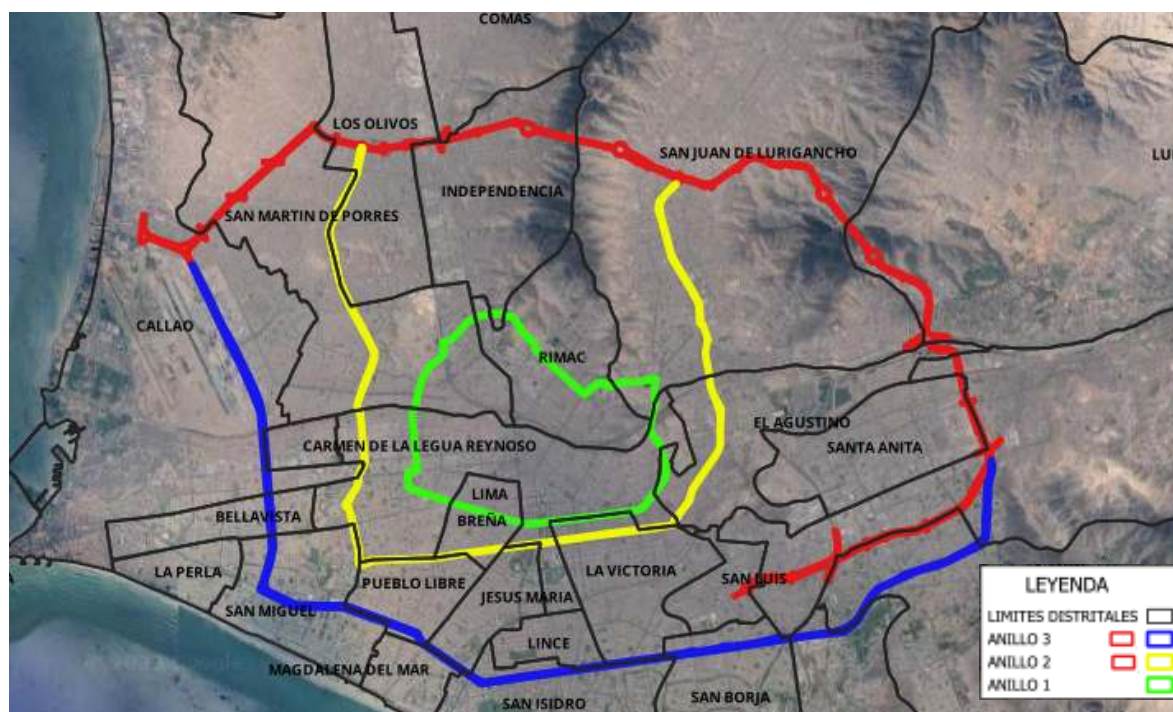 COMAS
LOS OLIVOS
SAN JUAN DE LURIGANCHO
INDEPENDENCIA
SAN MARTIN DE PORRES
CALLAO
RIMAC
EL AGUSTINO
CARMEN DE LA LEGUA REYNOSO
SANTA ANITA
LIMA
BREÑA
BELLAVISTA
LA PERLA
PUEBLO LIBRE
LA VICTORIA
SAN LUIS
JESUS MARIA
SAN MIGUEL
LINCE
MAGDALENA DEL MAR
SAN ISIDRO
SAN BORJA
LEYENDA
LIMITES DISTRITALES
ANILLO 3
ANILLO 2
ANILLO 1